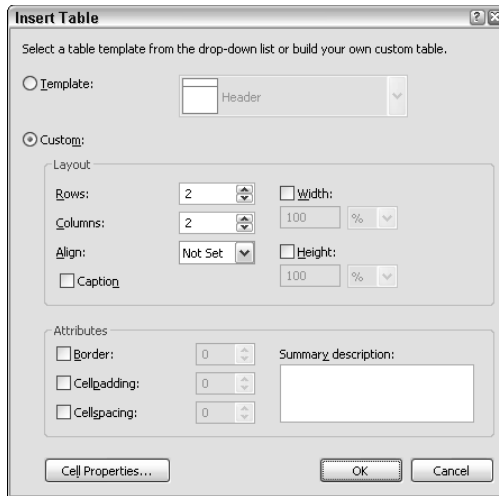 Insert Table
Select a table template from the drop-down list or build your own custom table.
Template:
Header
Custom:
Layout
Rows: 2 Width:
100 %
Columns: 2
Align: Not Set Height:
Caption 100 %
Attributes
Border: 0 Summary description:
Cellpadding: 0
Cellspacing: 0
Cell Properties... OK Cancel